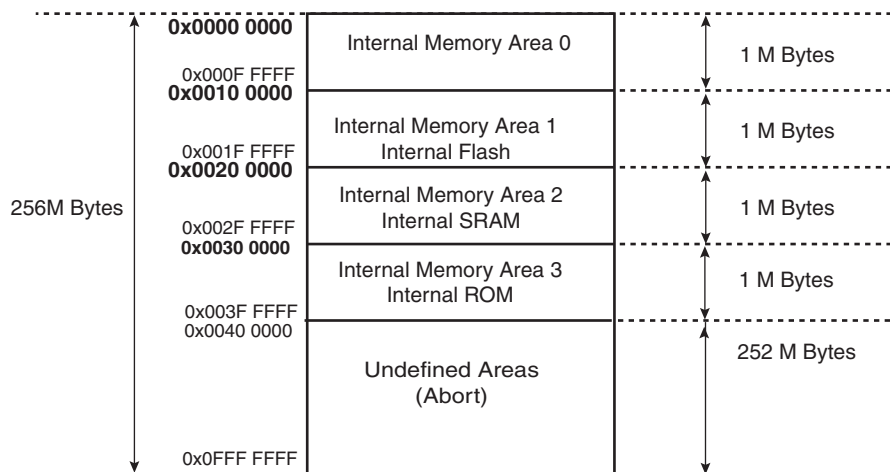 0x0000 0000
Internal Memory Area 0
1 M Bytes
0x000F FFFF
0x0010 0000
Internal Memory Area 1
Internal Flash
1 M Bytes
0x001F FFFF
0x0020 0000
256M Bytes
Internal Memory Area 2
Internal SRAM
1 M Bytes
0x002F FFFF
0x0030 0000
Internal Memory Area 3
Internal ROM
1 M Bytes
0x003F FFFF
0x0040 0000
252 M Bytes
Undefined Areas
(Abort)
0x0FFF FFFF